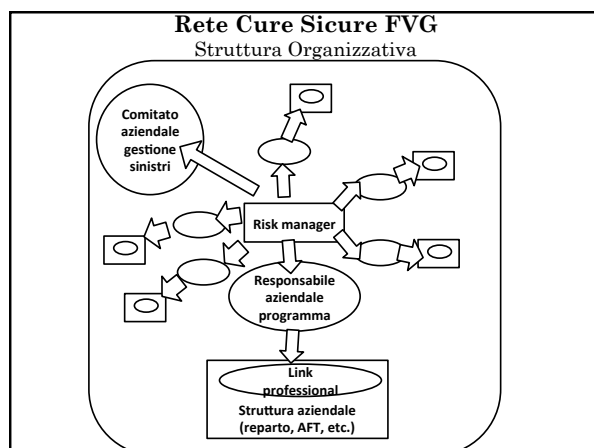 Rete Cure Sicure FVG
Struttura Organizzativa
Comitato
aziendale
gestione
sinistri
Risk manager
Responsabile
aziendale
programma
Link
professional
Struttura aziendale
(reparto, AFT, etc.)